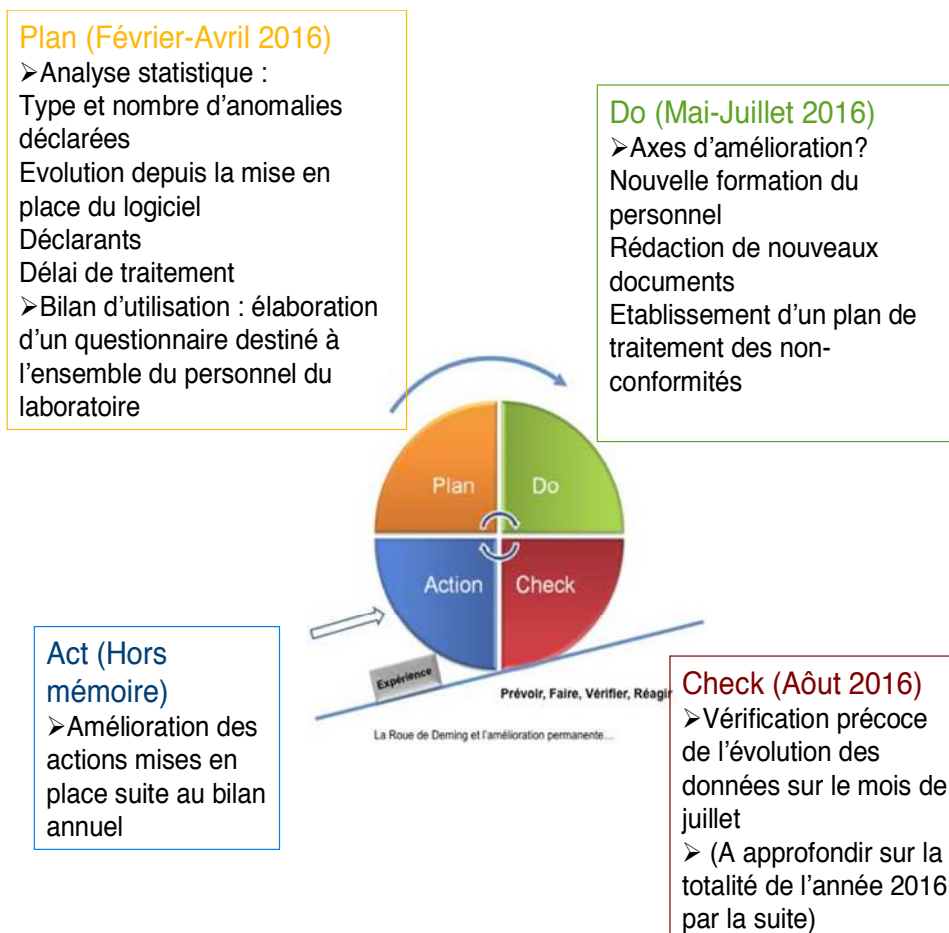 Plan (Février-Avril 2016)
➢Analyse statistique :
Type et nombre d’anomalies
déclarées
Evolution depuis la mise en
place du logiciel
Déclarants
Délai de traitement
➢Bilan d’utilisation : élaboration
d’un questionnaire destiné à
l’ensemble du personnel du
laboratoire
Do (Mai-Juillet 2016)
➢Axes d’amélioration?
Nouvelle formation du
personnel
Rédaction de nouveaux
documents
Etablissement d’un plan de
traitement des non-
conformités
Plan
Do
Action
Check
Expérience
Prévoir, Faire, Vérifier, Réagir
La Roue de Deming et l’amélioration permanente...
Act (Hors
mémoire)
➢Amélioration des
actions mises en
place suite au bilan
annuel
Check (Aôut 2016)
➢Vérification précoce
de l’évolution des
données sur le mois de
juillet
➢ (A approfondir sur la
totalité de l’année 2016
par la suite)